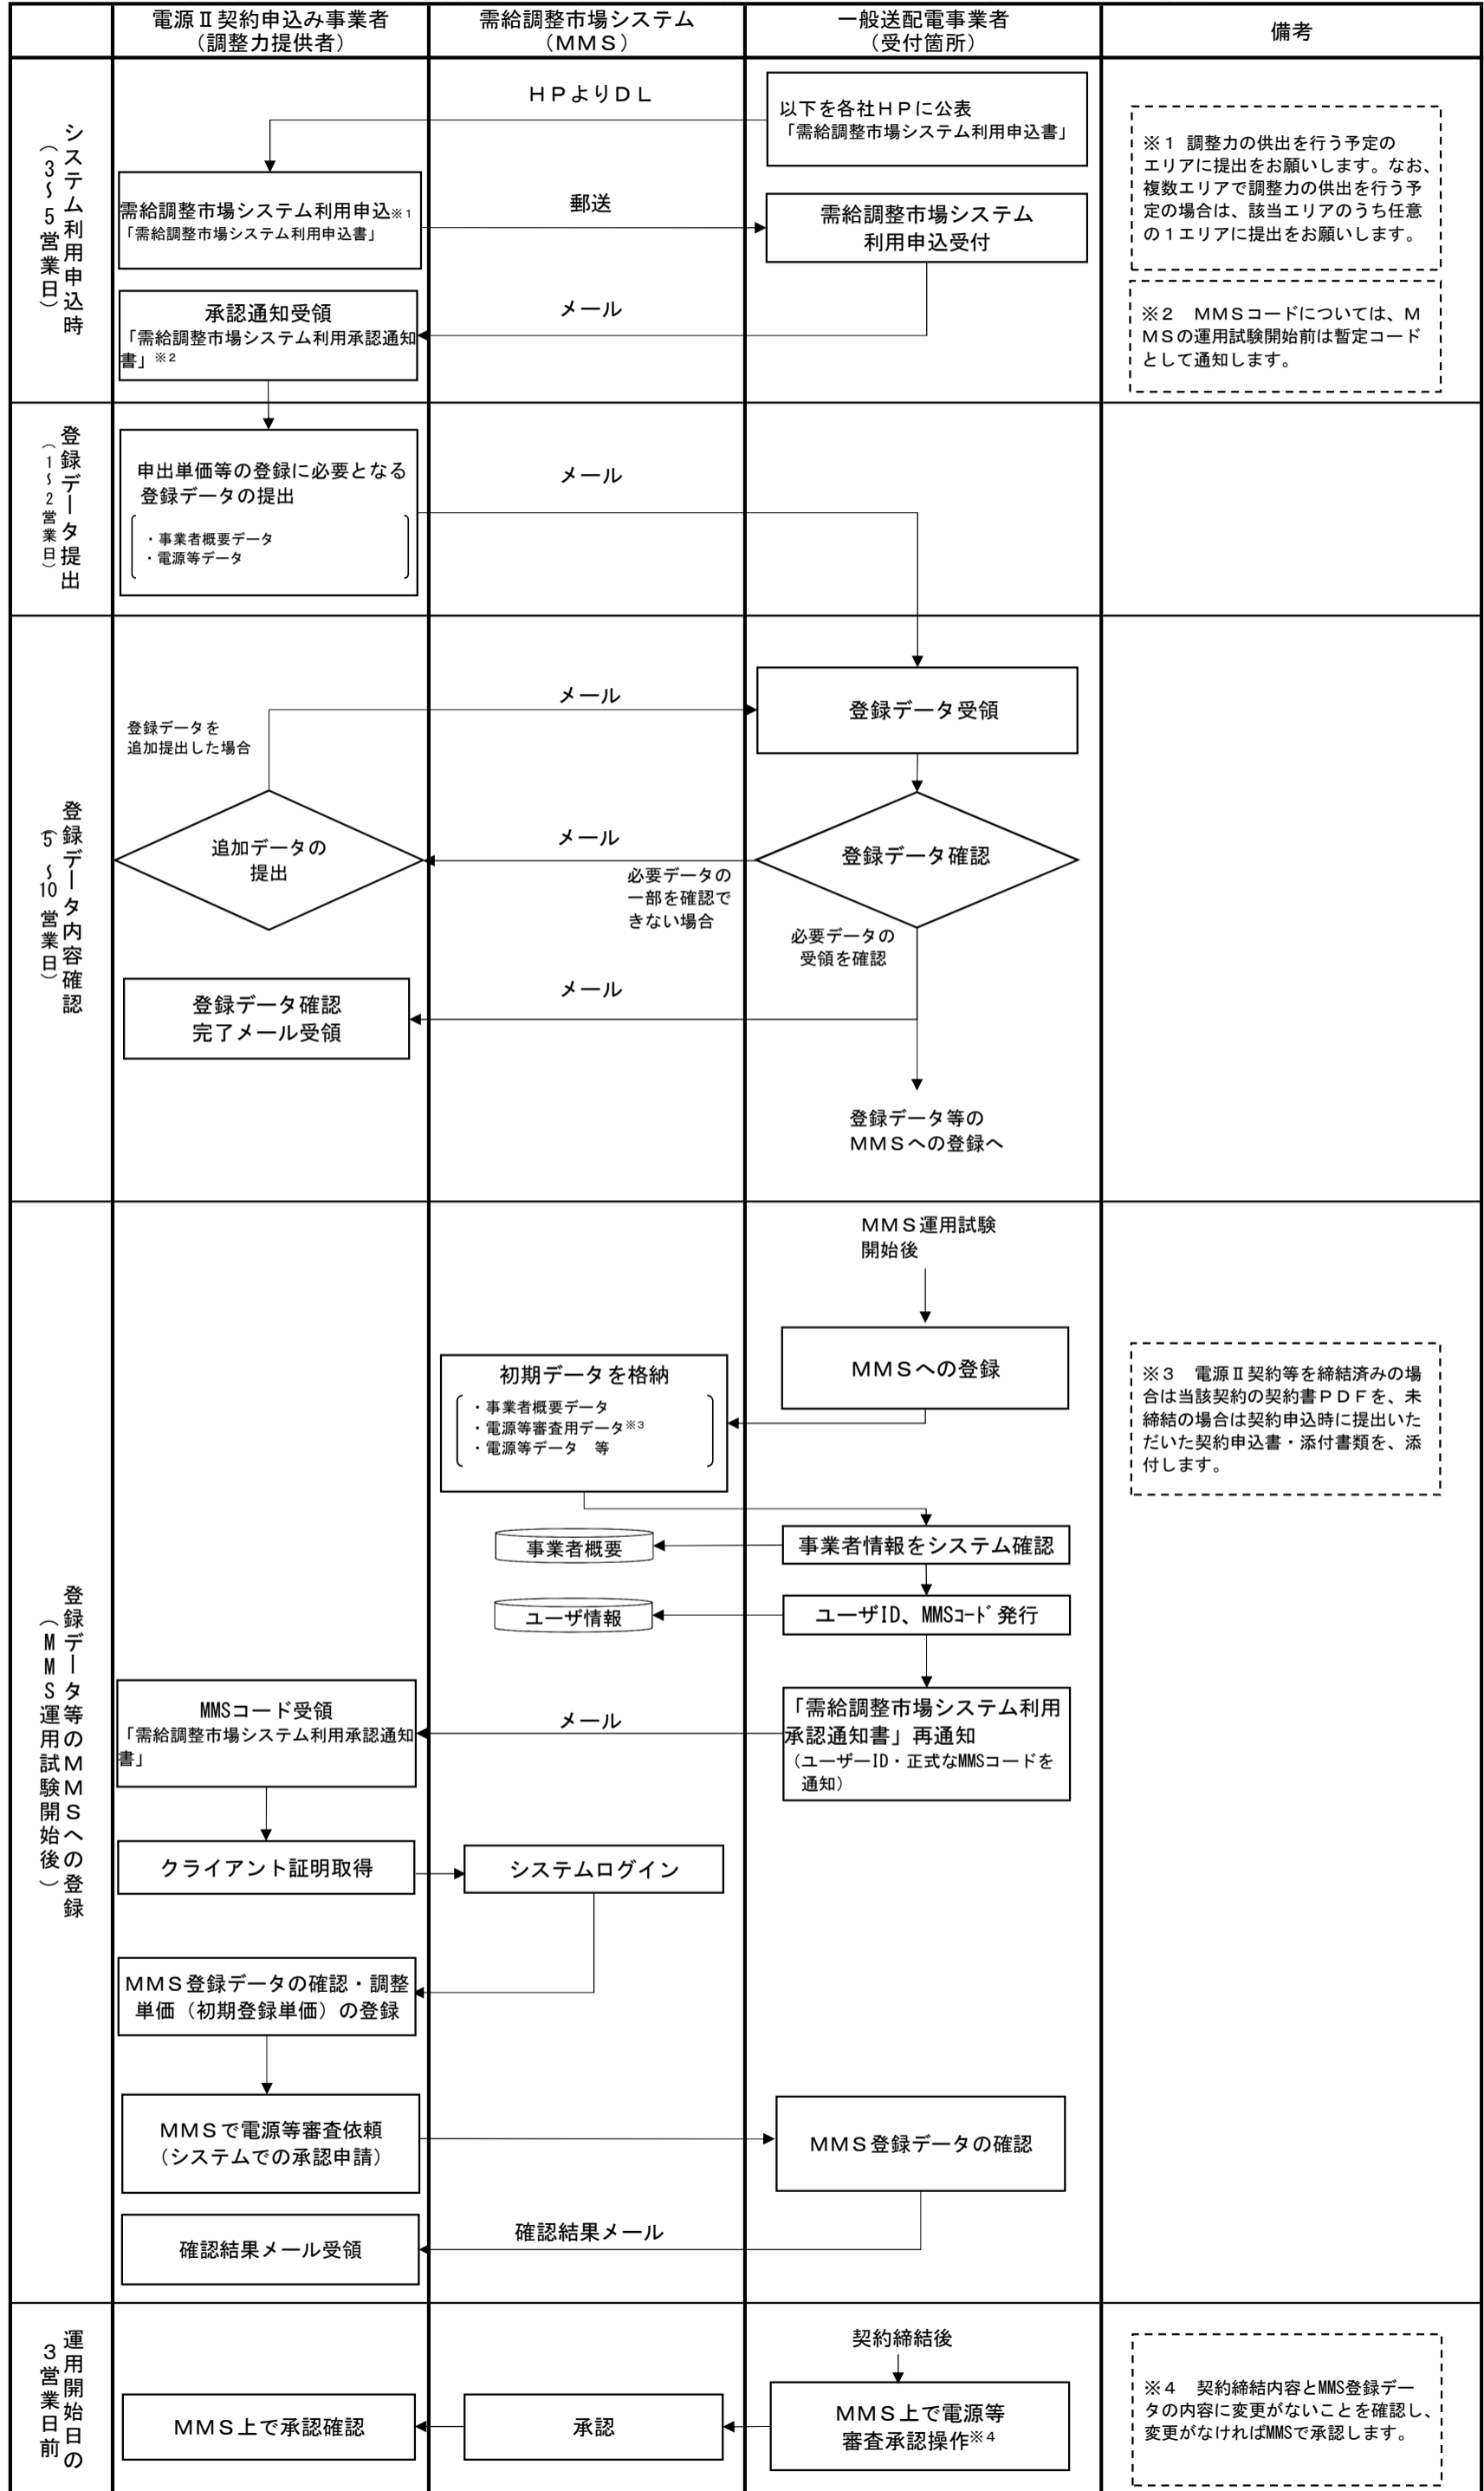 電源Ⅱ契約申込み事業者
（調整力提供者）
需給調整市場システム
（ＭＭＳ）
一般送配電事業者
（受付箇所）
備考
システム利用申込時
（３～５営業日）
ＨＰよりＤＬ
以下を各社ＨＰに公表
「需給調整市場システム利用申込書」
需給調整市場システム利用申込※１
「需給調整市場システム利用申込書」
郵送
需給調整市場システム
利用申込受付
承認通知受領
「需給調整市場システム利用承認通知
書」※２
メール
※１ 調整力の供出を行う予定の
エリアに提出をお願いします。なお、
複数エリアで調整力の供出を行う予
定の場合は、該当エリアのうち任意
の１エリアに提出をお願いします。
※２　ＭＭＳコードについては、Ｍ
ＭＳの運用試験開始前は暫定コード
として通知します。
登録データ提出
（１～２営業日）
申出単価等の登録に必要となる
登録データの提出
・事業者概要データ
・電源等データ
メール
登録データ内容確認
（５～10営業日）
登録データを
追加提出した場合
メール
登録データ受領
追加データの
提出
メール
必要データの
一部を確認で
きない場合
登録データ確認
必要データの
受領を確認
登録データ確認
完了メール受領
メール
登録データ等の
ＭＭＳへの登録へ
登録データ等のＭＭＳへの登録
（ＭＭＳ運用試験開始後）
ＭＭＳ運用試験
開始後
ＭＭＳへの登録
初期データを格納
・事業者概要データ
・電源等審査用データ※３
・電源等データ　等
※３　電源Ⅱ契約等を締結済みの場
合は当該契約の契約書ＰＤＦを、未
締結の場合は契約申込時に提出いた
だいた契約申込書・添付書類を、添
付します。
事業者概要
事業者情報をシステム確認
ユーザ情報
ユーザID、MMSｺｰﾄﾞ発行
MMSコード受領
「需給調整市場システム利用承認通知
書」
メール
「需給調整市場システム利用
承認通知書」再通知
（ユーザーID・正式なMMSコードを
通知）
クライアント証明取得
システムログイン
ＭＭＳ登録データの確認・調整
単価（初期登録単価）の登録
ＭＭＳで電源等審査依頼
（システムでの承認申請）
ＭＭＳ登録データの確認
確認結果メール受領
確認結果メール
運用開始日の
３営業日前
契約締結後
ＭＭＳ上で承認確認
承認
ＭＭＳ上で電源等
審査承認操作※４
※４　契約締結内容とMMS登録デー
タの内容に変更がないことを確認し、
変更がなければMMSで承認します。